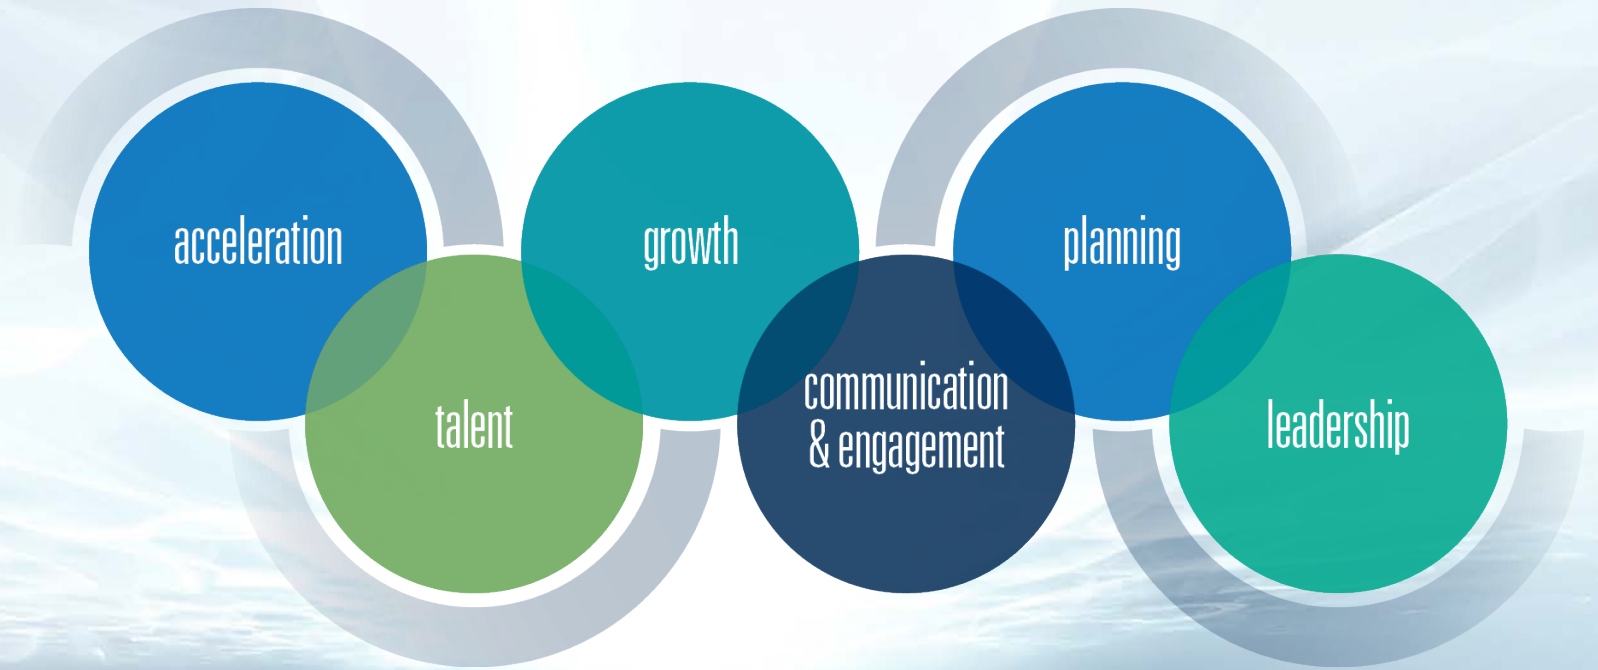 acceleration
talent
growth
communication
& engagement
planning
leadership